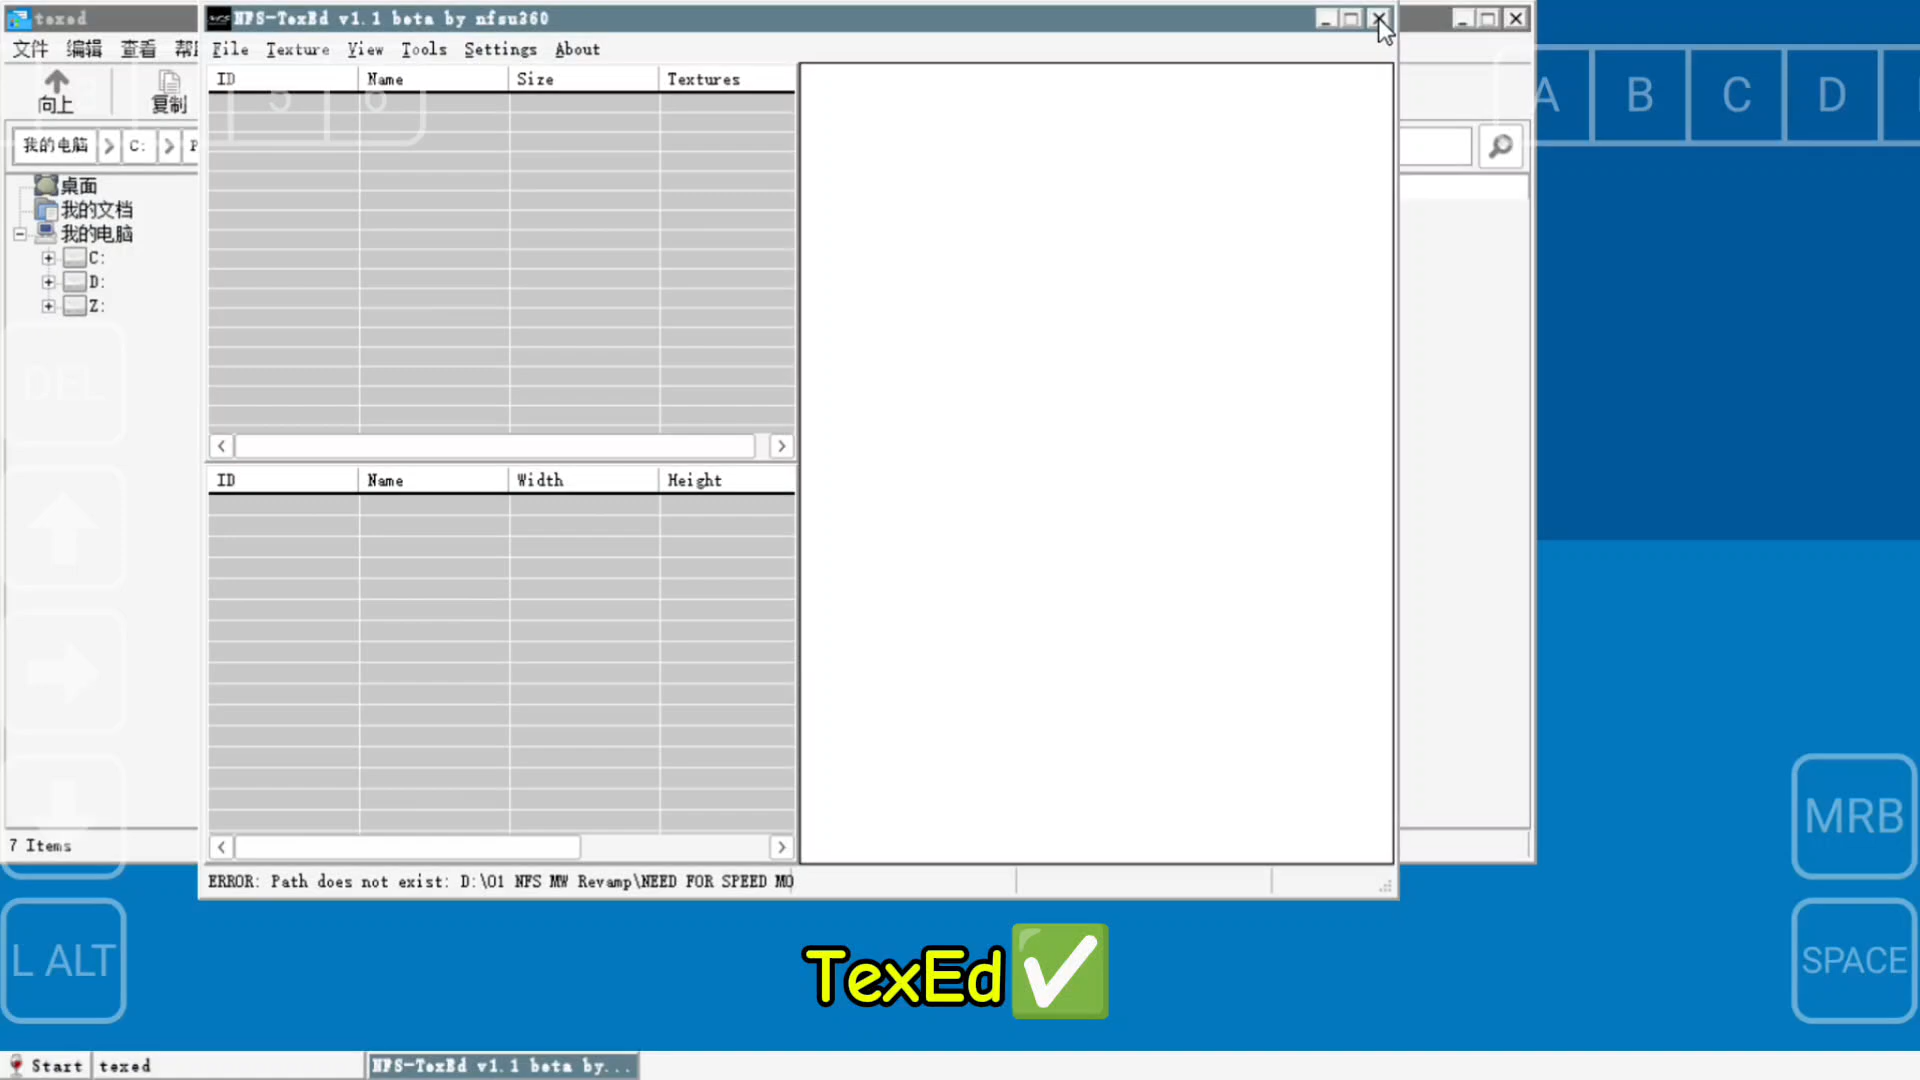 texed
文件 编辑 查看
向上 复制
我的电脑 C:
桌面
我的文档
我的电脑
C:
D:
Z:
7 Items
NFS-TexEd v1.1 beta by nfsu360
File Texture View Tools Settings About
ID Name Size Textures
5 6
ID Name Width Height
ERROR: Path does not exist: D:\01 NFS MW Revamp\NEED FOR SPEED MO
A B C D
DEL
L ALT
MRB
SPACE
TexEd
Start texed NFS-TexEd v1.1 beta by...